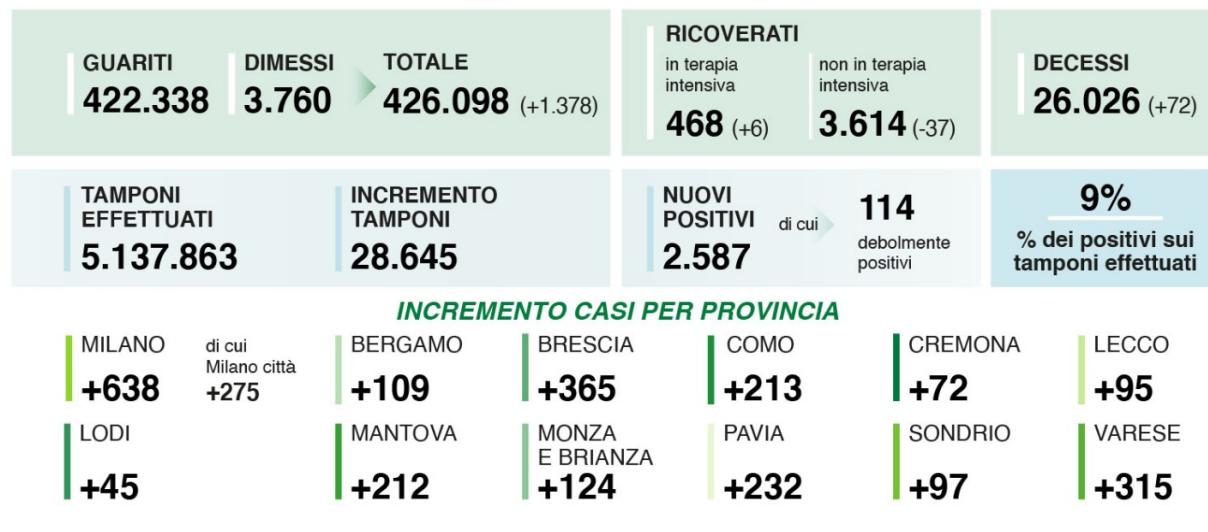 GUARITI
422.338
DIMESSI
3.760
TOTALE
426.098 (+1.378)
RICOVERATI
in terapia
intensiva
468 (+6)
non in terapia
intensiva
3.614 (-37)
DECESSI
26.026 (+72)
TAMPONI
EFFETTUATI
5.137.863
INCREMENTO
TAMPONI
28.645
NUOVI
POSITIVI
2.587
di cui
114
debolmente
positivi
9%
% dei positivi sui
tamponi effettuati
INCREMENTO CASI PER PROVINCIA
MILANO
+638
di cui
Milano città
+275
BERGAMO
+109
BRESCIA
+365
COMO
+213
CREMONA
+72
LECCO
+95
LODI
+45
MANTOVA
+212
MONZA
E BRIANZA
+124
PAVIA
+232
SONDRIO
+97
VARESE
+315